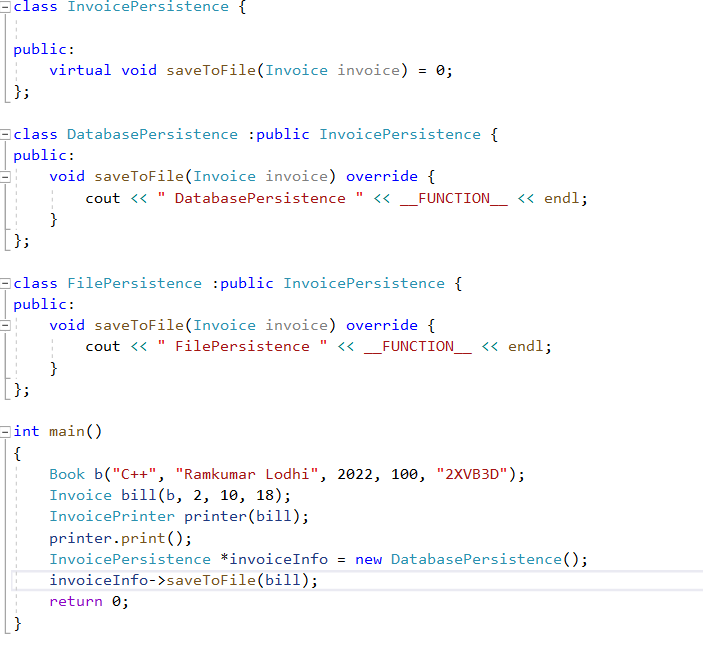 class InvoicePersistence {
public:
    virtual void saveToFile(Invoice invoice) = 0;
};
class DatabasePersistence :public InvoicePersistence {
public:
    void saveToFile(Invoice invoice) override {
        cout << " DatabasePersistence " << __FUNCTION__ << endl;
    }
};
class FilePersistence :public InvoicePersistence {
public:
    void saveToFile(Invoice invoice) override {
        cout << " FilePersistence " << __FUNCTION__ << endl;
    }
};
int main()
{
    Book b("C++", "Ramkumar Lodhi", 2022, 100, "2XVB3D");
    Invoice bill(b, 2, 10, 18);
    InvoicePrinter printer(bill);
    printer.print();
    InvoicePersistence *invoiceInfo = new DatabasePersistence();
    invoiceInfo->saveToFile(bill);
    return 0;
}